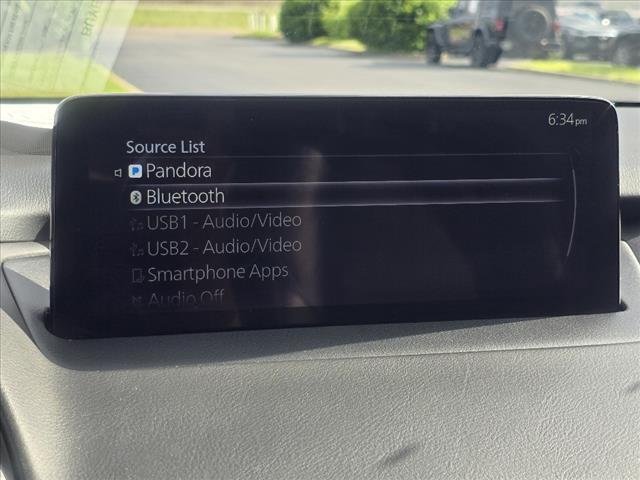 6:34pm
Source List
Pandora
Bluetooth
USB1 - Audio/Video
USB2 - Audio/Video
Smartphone Apps
Audio Off